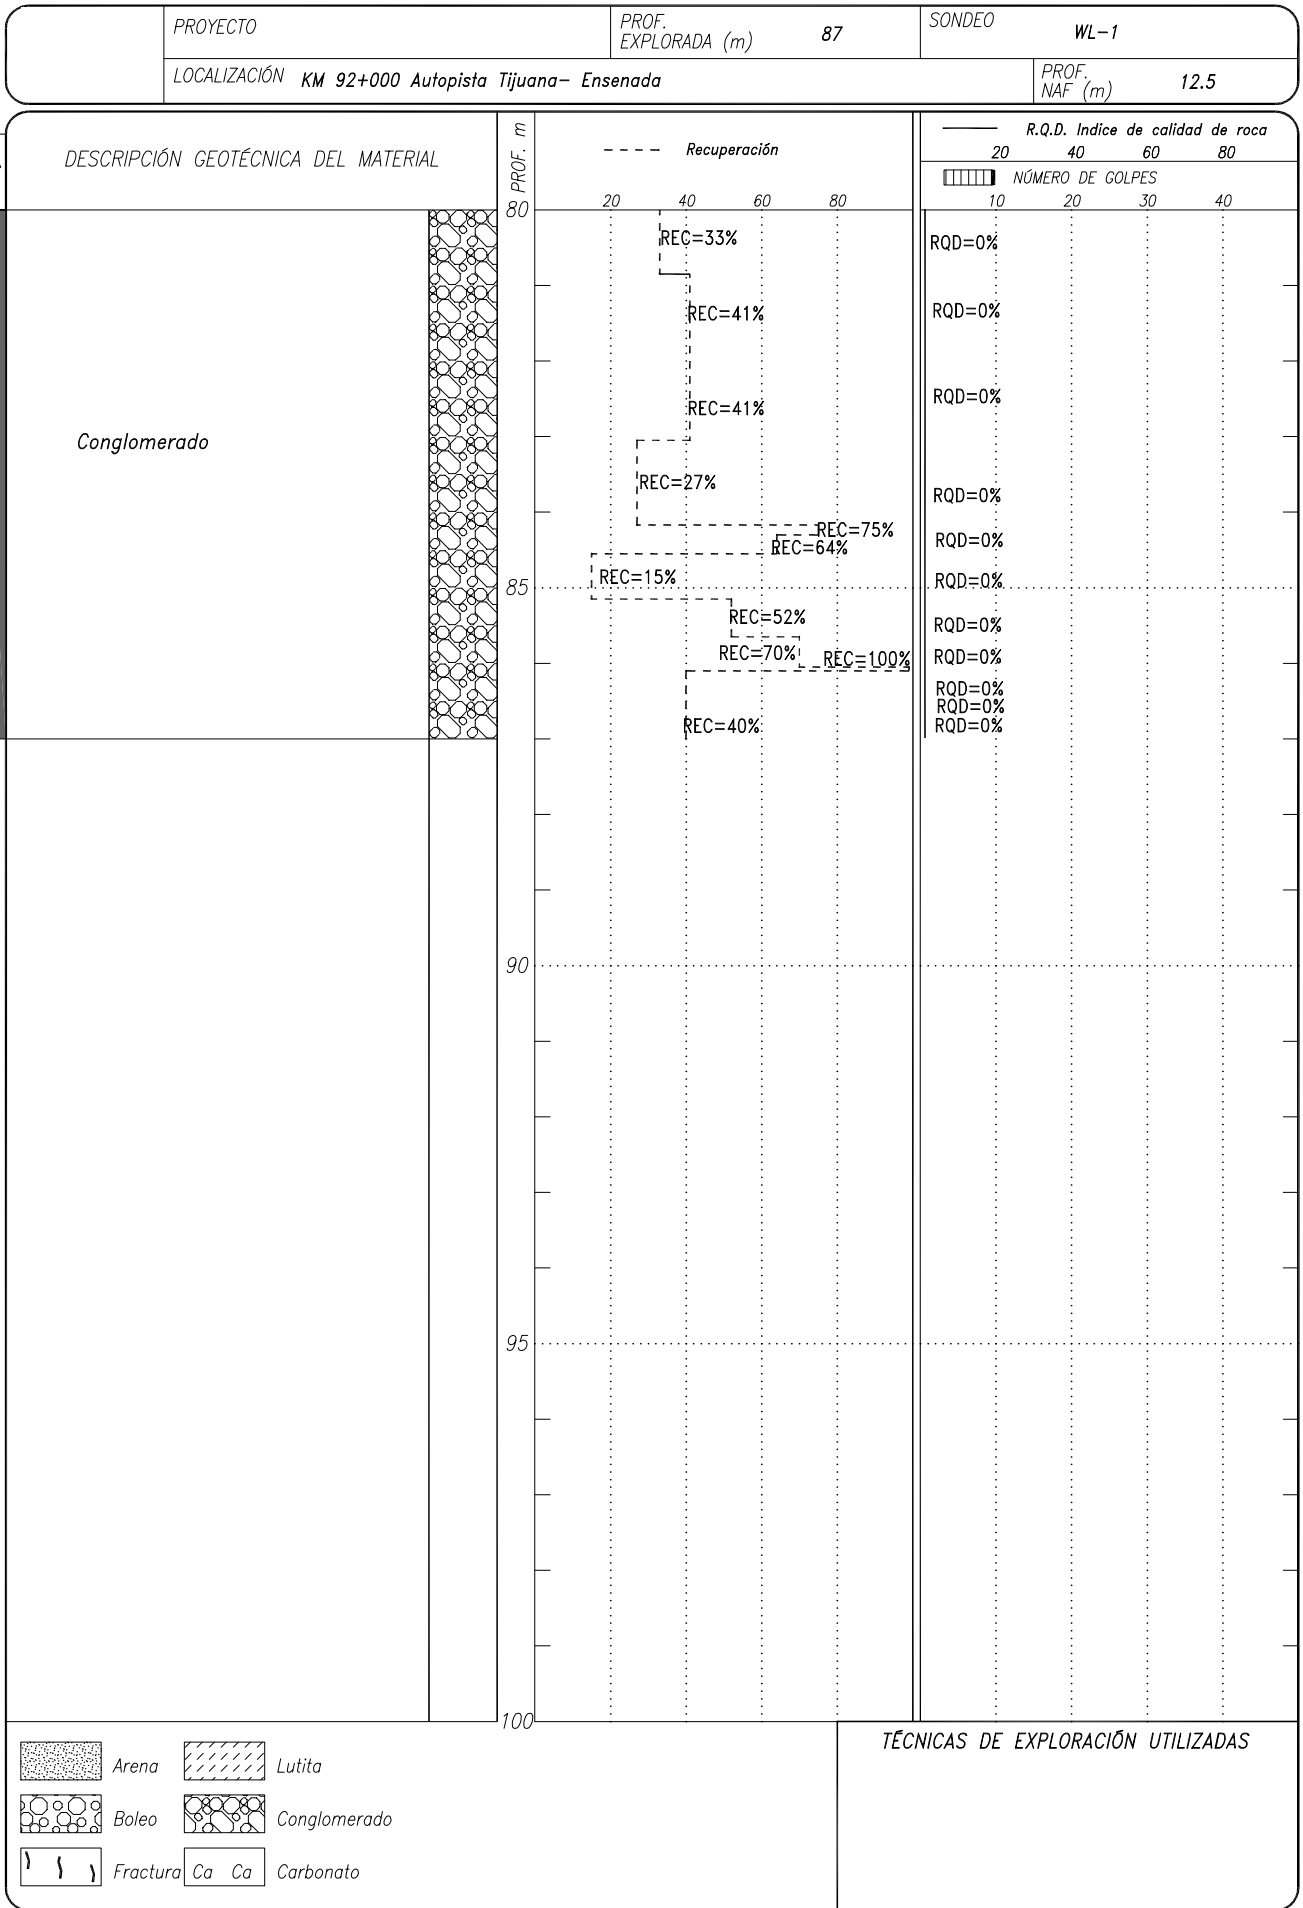 PROYECTO
PROF.
EXPLORADA (m) 87
SONDEO WL-1
LOCALIZACIÓN KM 92+000 Autopista Tijuana- Ensenada
PROF.
NAF (m) 12.5
DESCRIPCIÓN GEOTÉCNICA DEL MATERIAL
PROF. m
Recuperación
20 40 60 80
R.Q.D. Indice de calidad de roca
20 40 60 80
NÚMERO DE GOLPES
10 20 30 40
80
REC=33%
RQD=0%
REC=41%
RQD=0%
REC=41%
RQD=0%
Conglomerado
REC=27%
RQD=0%
REC=75%
RQD=0%
REC=64%
REC=15%
RQD=0%
85
REC=52%
RQD=0%
REC=70%
REC=100%
RQD=0%
RQD=0%
RQD=0%
REC=40%
RQD=0%
90
95
100
Arena
Lutita
Boleo
Conglomerado
Fractura
Ca Ca
Carbonato
TÉCNICAS DE EXPLORACIÓN UTILIZADAS